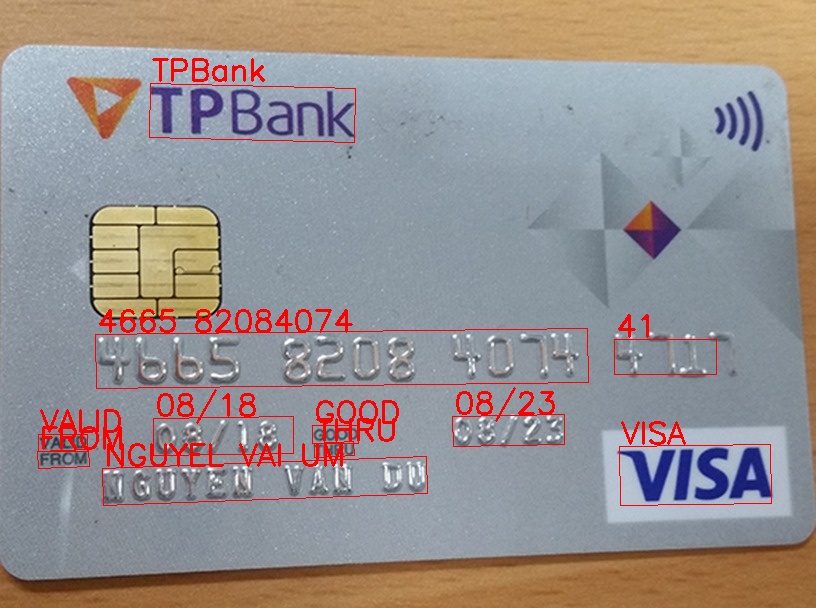 TPBank
TPBank
4665 82084074 41
4665 8208 4074 4717
VALID FROM 08/18 GOOD THRU 08/23
VALID FROM 08/18 GOOD THRU 08/23
NGUYEL VAI UM VISA
NGUYEN VAN DU VISA